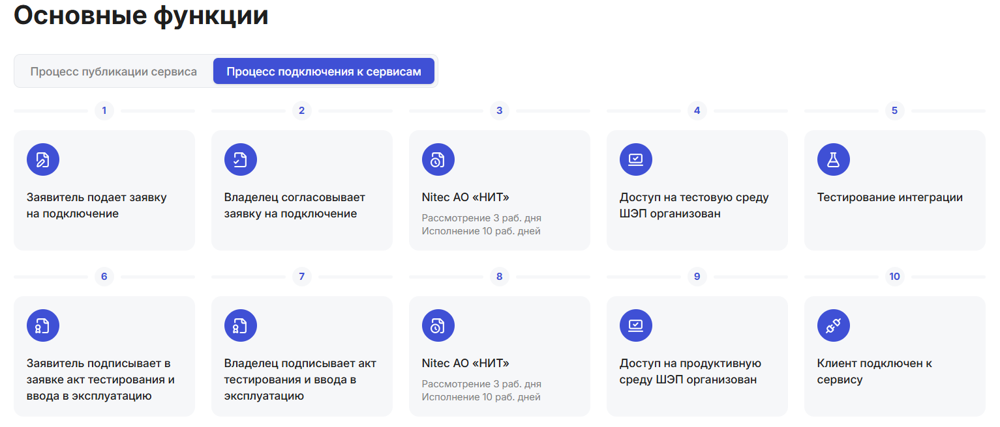 Основные функции
Процесс публикации сервиса
Процесс подключения к сервисам
1
2
3
4
5
Заявитель подает заявку
на подключение
Владелец согласовывает
заявку на подключение
Nitec АО «НИТ»
Рассмотрение 3 раб. дня
Исполнение 10 раб. дней
Доступ на тестовую среду
ШЭП организован
Тестирование интеграции
6
7
8
9
10
Заявитель подписывает в
заявке акт тестирования и
ввода в эксплуатацию
Владелец подписывает акт
тестирования и ввода в
эксплуатацию
Nitec АО «НИТ»
Рассмотрение 3 раб. дня
Исполнение 10 раб. дней
Доступ на продуктивную
среду ШЭП организован
Клиент подключен к
сервису